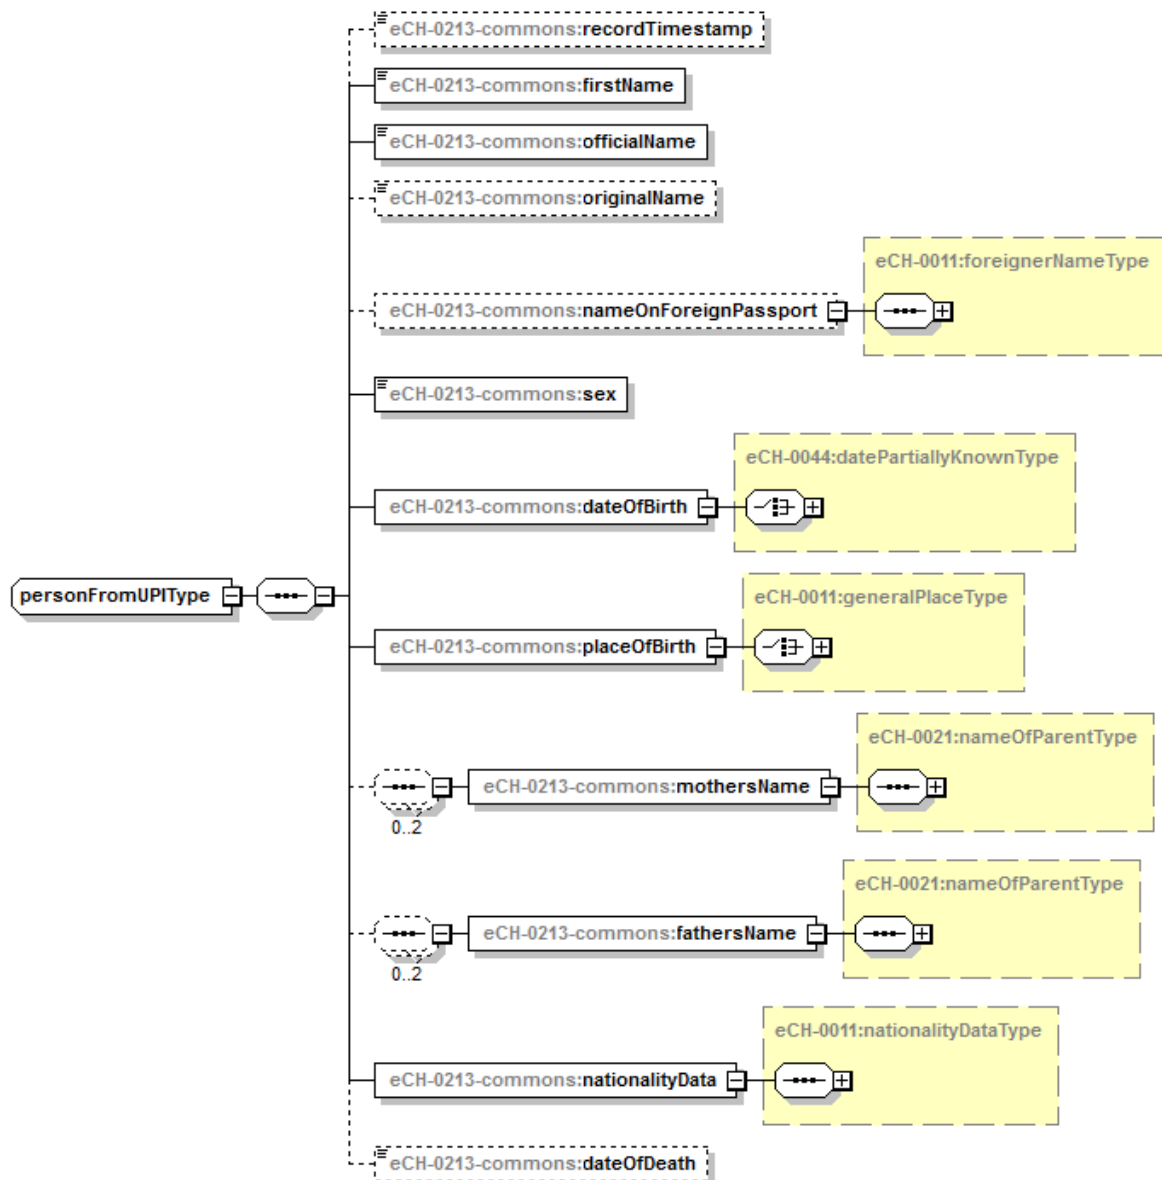 eCH-0213-commons:recordTimestamp
eCH-0213-commons:firstName
eCH-0213-commons:officialName
eCH-0213-commons:originalName
eCH-0011:foreignerNameType
eCH-0213-commons:nameOnForeignPassport
eCH-0213-commons:sex
eCH-0044:datePartiallyKnownType
eCH-0213-commons:dateOfBirth
eCH-0011:generalPlaceType
personFromUPIType
eCH-0213-commons:placeOfBirth
eCH-0021:nameOfParentType
eCH-0213-commons:mothersName
0..2
eCH-0021:nameOfParentType
eCH-0213-commons:fathersName
0..2
eCH-0011:nationalityDataType
eCH-0213-commons:nationalityData
eCH-0213-commons:dateOfDeath